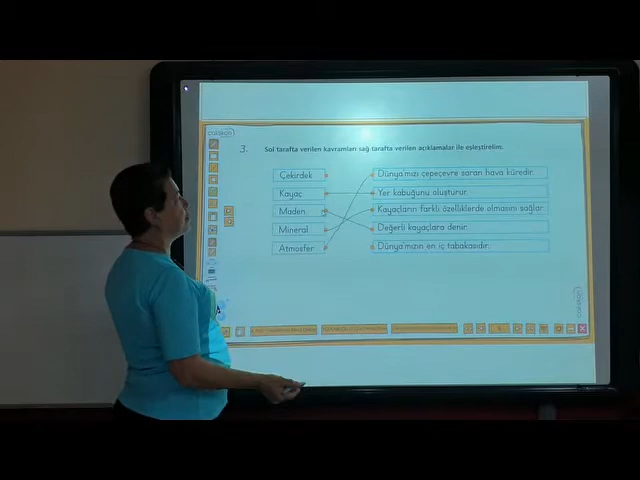 3. Sol tarafta verilen kavramları sağ tarafta verilen açıklamalar ile eşleştirelim.
Çekirdek
Dünya'mızı çepeçevre saran hava küredir.
Kayaç
Yer kabuğunu oluşturur.
Maden
Kayaçların farklı özelliklerde olmasını sağlar.
Mineral
Değerli kayaçlara denir.
Atmosfer
Dünya'mızın en iç tabakasıdır.